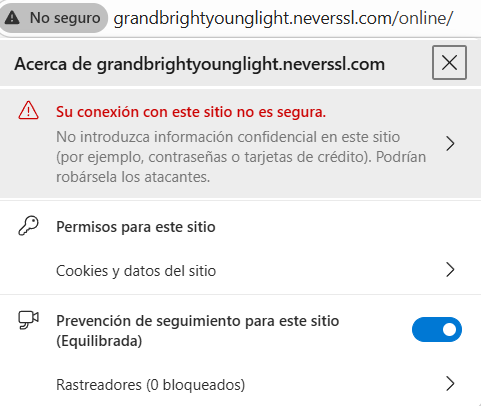 No seguro grandbrightyounglight.neverssl.com/online/
Acerca de grandbrightyounglight.neverssl.com
Su conexión con este sitio no es segura.
No introduzca información confidencial en este sitio
(por ejemplo, contraseñas o tarjetas de crédito). Podrían
robársela los atacantes.
Permisos para este sitio
Cookies y datos del sitio
Prevención de seguimiento para este sitio
(Equilibrada)
Rastreadores (0 bloqueados)